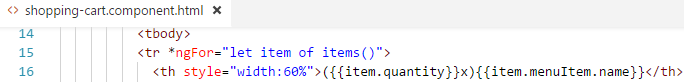 <> shopping-cart.component.html ×
14 <tbody>
15 <tr *ngFor="let item of items()">
16 <th style="width:60%">({{item.quantity}}x){{item.menuItem.name}}</th>